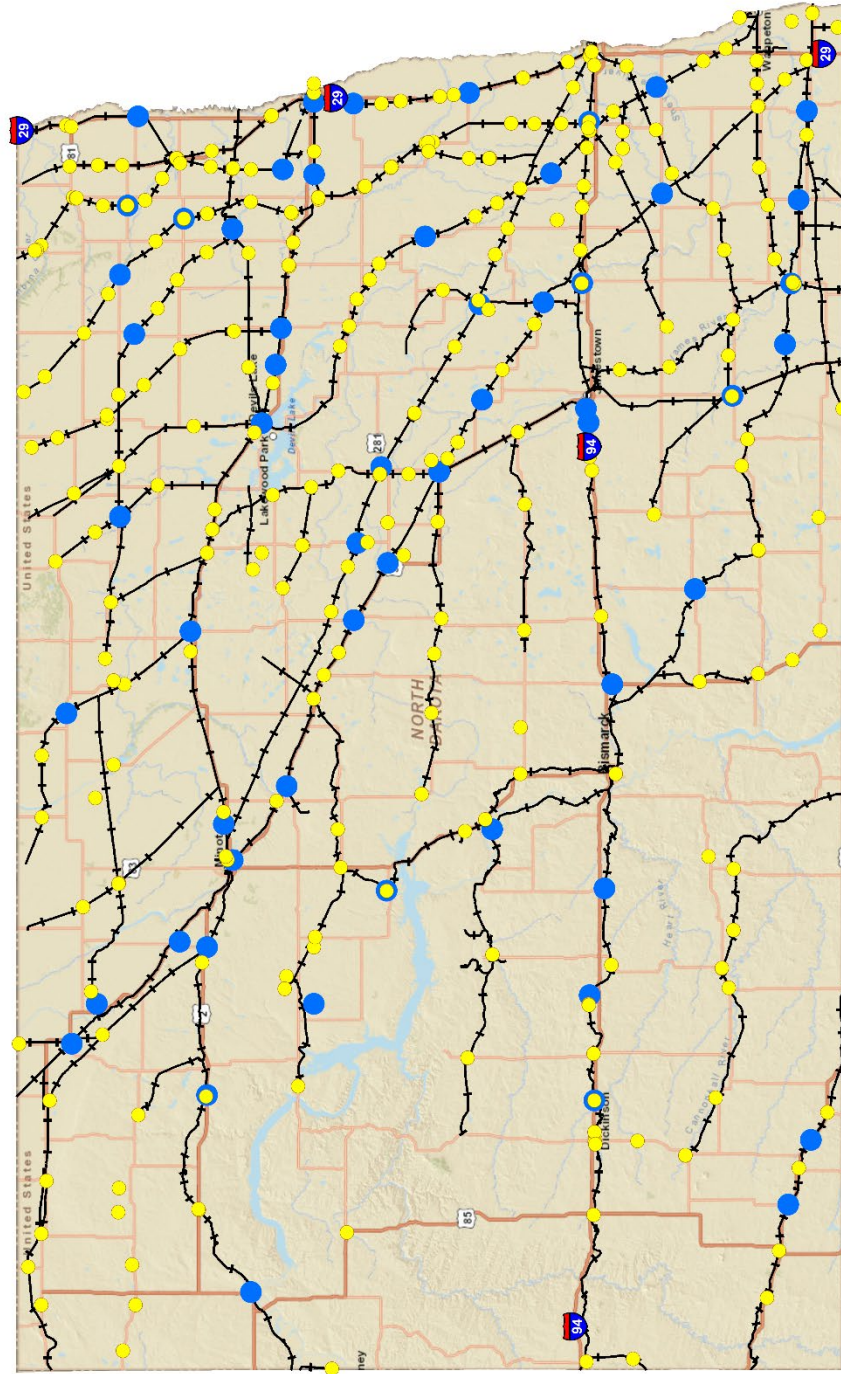 29
81
29
United States
Devils Lake
Lakewood Park
Devils Lake
281
Jamestown
94
James River
Wahpeton
29
NORTH
DAKOTA
Bismarck
Minot
83
2
Heart River
Cannonball River
Dickinson
United States
85
94